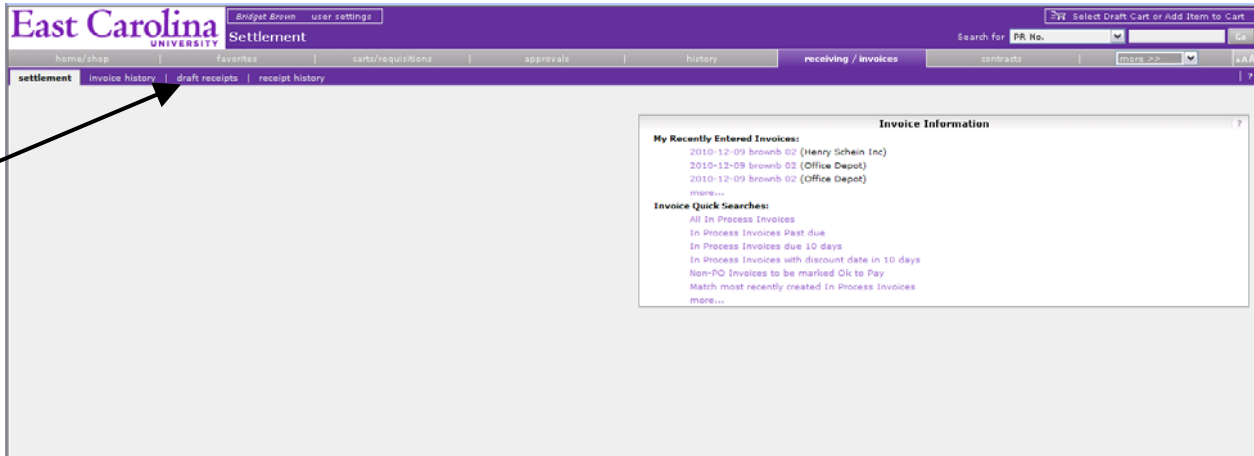 East Carolina
UNIVERSITY
Bridget Brown user settings
Select Draft Cart or Add Item to Cart
Settlement
Search for PR No. Go
home/shop | favorites | carts/requisitions | approvals | history receiving / invoices contracts | more >> AAA
settlement invoice history | draft receipts | receipt history | ?
Invoice Information ?
My Recently Entered Invoices:
2010-12-09 brownb 02 (Henry Schein Inc)
2010-12-09 brownb 02 (Office Depot)
2010-12-09 brownb 02 (Office Depot)
more...
Invoice Quick Searches:
All In Process Invoices
In Process Invoices Past due
In Process Invoices due 10 days
In Process Invoices with discount date in 10 days
Non-PO Invoices to be marked Ok to Pay
Match most recently created In Process Invoices
more...